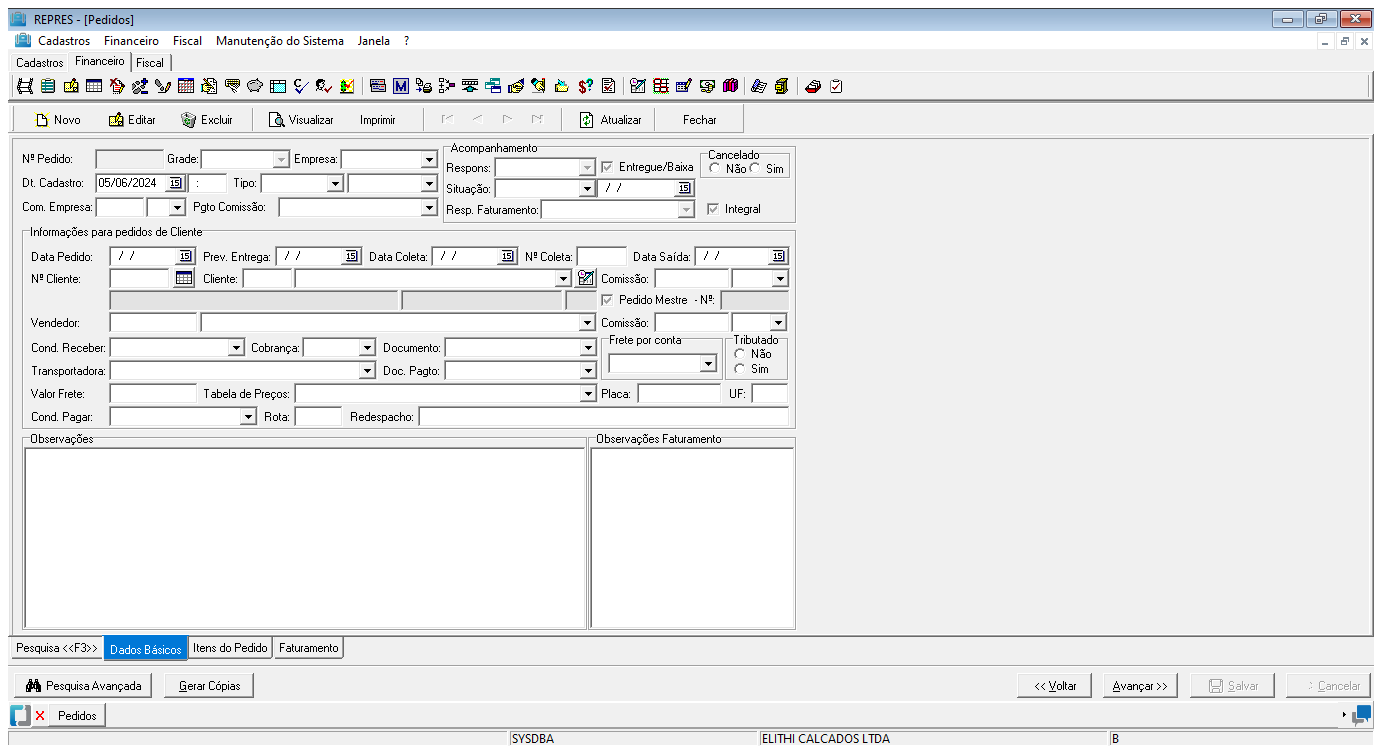 REPRES - [Pedidos]
Cadastros Financeiro Fiscal Manutenção do Sistema Janela ?
Cadastros Financeiro Fiscal
Novo Editar Excluir Visualizar Imprimir Atualizar Fechar
Nº Pedido: Grade: Empresa:
Dt. Cadastro: 05/06/2024 15 : Tipo:
Com. Empresa: Pgto Comissão:
Acompanhamento
Respons: Entregue/Baixa
Cancelado
Não Sim
Situação: / / 15
Resp. Faturamento: Integral
Informações para pedidos de Cliente
Data Pedido: / / 15 Prev. Entrega: / / 15 Data Coleta: / / 15 Nº Coleta: Data Saída: / / 15
Nº Cliente: Cliente: Comissão:
Pedido Mestre - Nº:
Vendedor: Comissão:
Cond. Receber: Cobrança: Documento:
Frete por conta
Tributado
Não
Sim
Transportadora: Doc. Pagto:
Valor Frete: Tabela de Preços: Placa: UF:
Cond. Pagar: Rota: Redespacho:
Observações
Observações Faturamento
Pesquisa <<F3>> Dados Básicos Itens do Pedido Faturamento
Pesquisa Avançada Gerar Cópias << Voltar Avançar >> Salvar Cancelar
Pedidos
SYSDBA ELITHI CALCADOS LTDA B